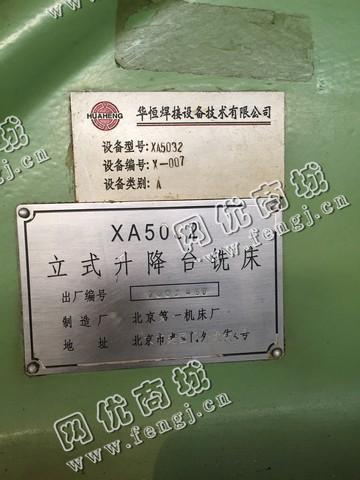 HUAHENG
华恒焊接设备技术有限公司
设备型号: XA5032
设备编号: X-007
设备类别: A
XA5032
立式升降台铣床
出厂编号
制造厂 北京第一机床厂
地址 北京市
网优商城
www.fengj.cn
网优商城
www.fengj.cn
网优商城
www.fengj.cn